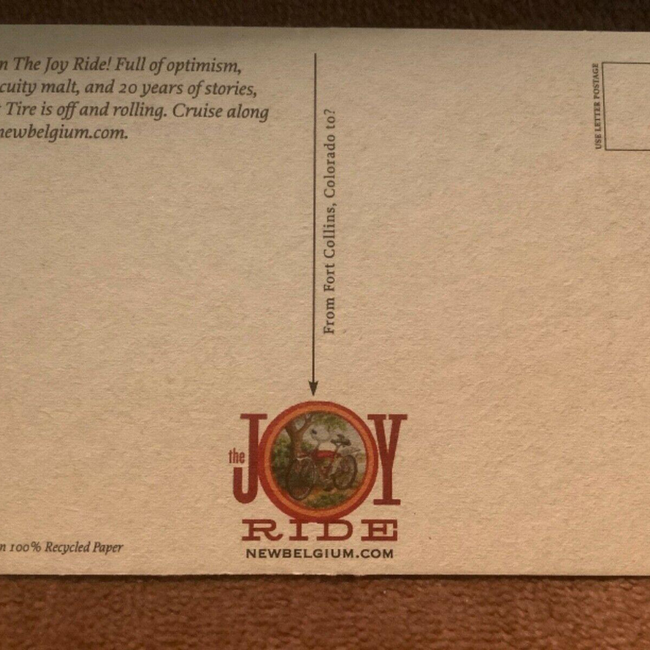 n The Joy Ride! Full of optimism,
cuity malt, and 20 years of stories,
Tire is off and rolling. Cruise along
newbelgium.com.
From Fort Collins, Colorado to?
USE LETTER POSTAGE
the JOY
RIDE
NEWBELGIUM.COM
n 100% Recycled Paper